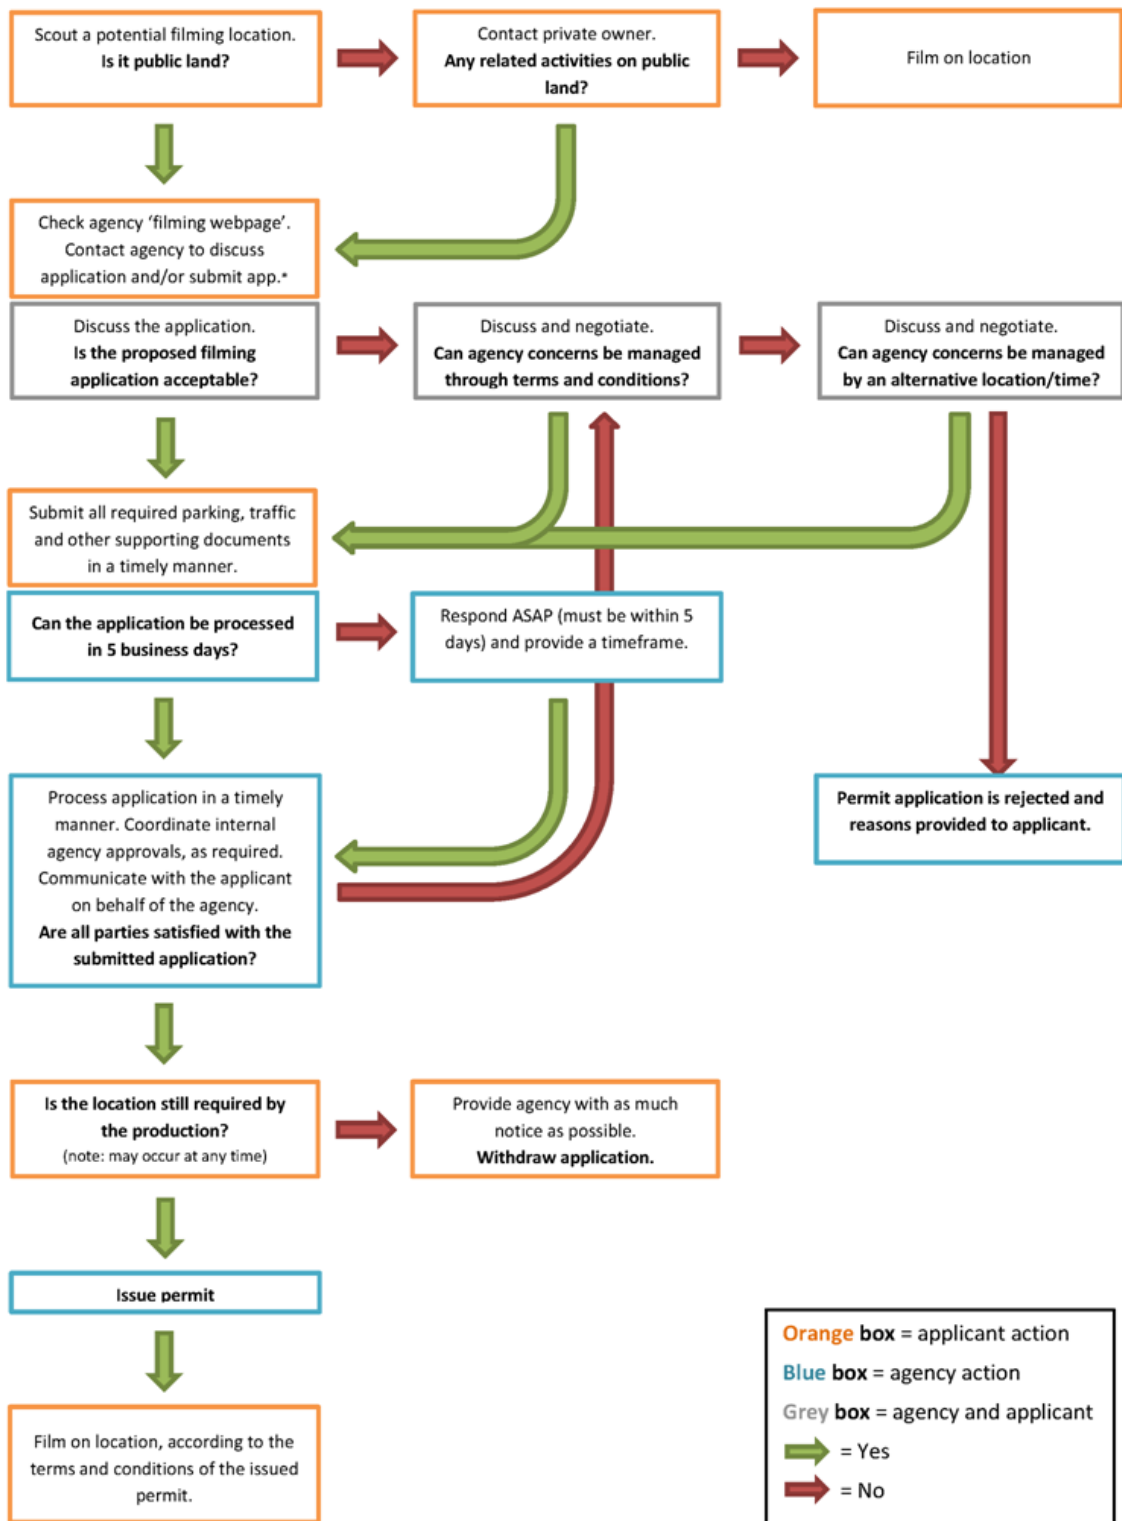 Scout a potential filming location.
Is it public land?
Contact private owner.
Any related activities on public
land?
Film on location
Check agency ‘filming webpage’.
Contact agency to discuss
application and/or submit app.*
Discuss the application.
Is the proposed filming
application acceptable?
Discuss and negotiate.
Can agency concerns be managed
through terms and conditions?
Discuss and negotiate.
Can agency concerns be managed
by an alternative location/time?
Submit all required parking, traffic
and other supporting documents
in a timely manner.
Can the application be processed
in 5 business days?
Respond ASAP (must be within 5
days) and provide a timeframe.
Process application in a timely
manner. Coordinate internal
agency approvals, as required.
Communicate with the applicant
on behalf of the agency.
Are all parties satisfied with the
submitted application?
Permit application is rejected and
reasons provided to applicant.
Is the location still required by
the production?
(note: may occur at any time)
Provide agency with as much
notice as possible.
Withdraw application.
Issue permit
Film on location, according to the
terms and conditions of the issued
permit.
Orange box = applicant action
Blue box = agency action
Grey box = agency and applicant
= Yes
= No